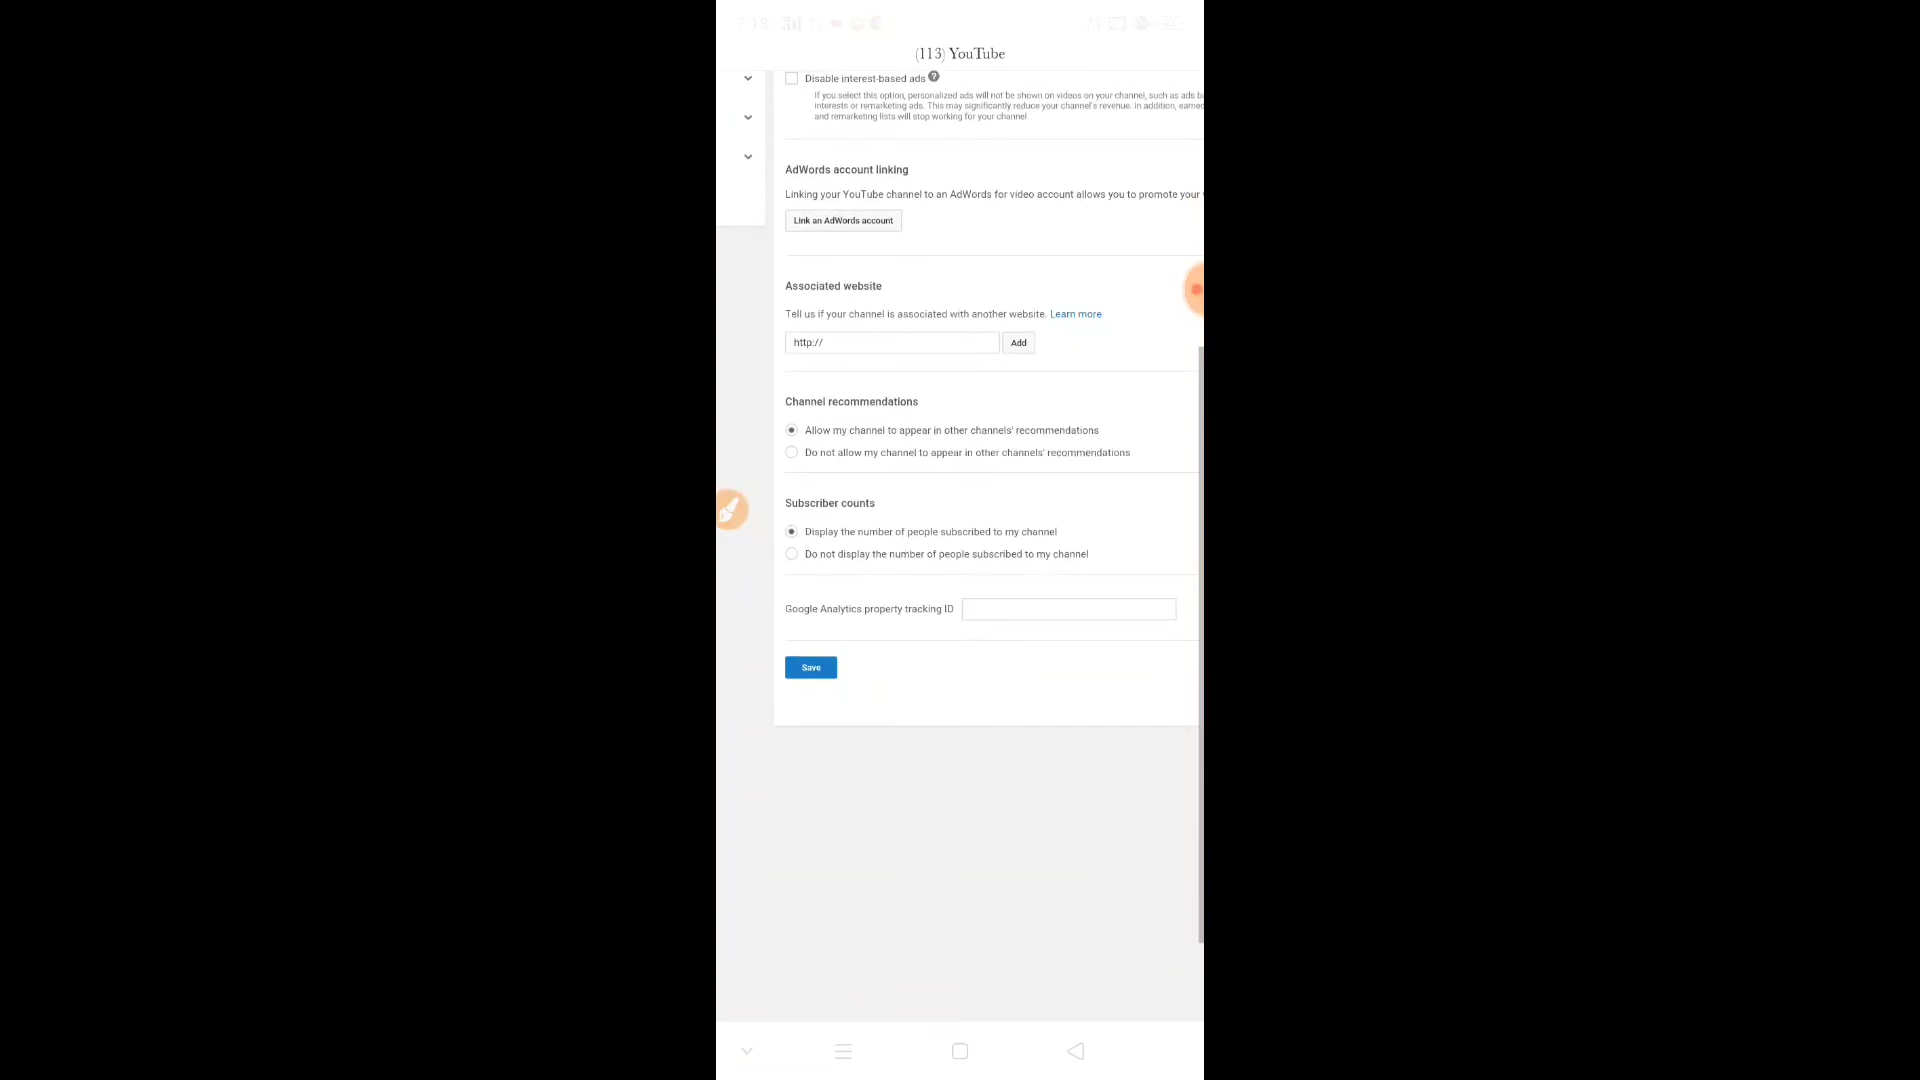 7:18
(113) YouTube
Disable interest-based ads ?
If you select this option, personalized ads will not be shown on videos on your channel, such as ads
interests or remarketing ads. This may significantly reduce your channel's revenue. In addition, earned
and remarketing lists will stop working for your channel
AdWords account linking
Linking your YouTube channel to an AdWords for video account allows you to promote your
Link an AdWords account
Associated website
Tell us if your channel is associated with another website. Learn more
http://
Add
Channel recommendations
Allow my channel to appear in other channels' recommendations
Do not allow my channel to appear in other channels' recommendations
Subscriber counts
Display the number of people subscribed to my channel
Do not display the number of people subscribed to my channel
Google Analytics property tracking ID
Save